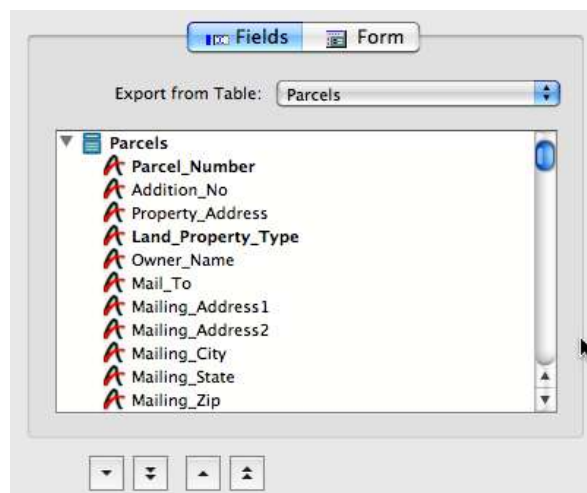 Fields Form
Export from Table: Parcels
Parcels
Parcel_Number
Addition_No
Property_Address
Land_Property_Type
Owner_Name
Mail_To
Mailing_Address1
Mailing_Address2
Mailing_City
Mailing_State
Mailing_Zip